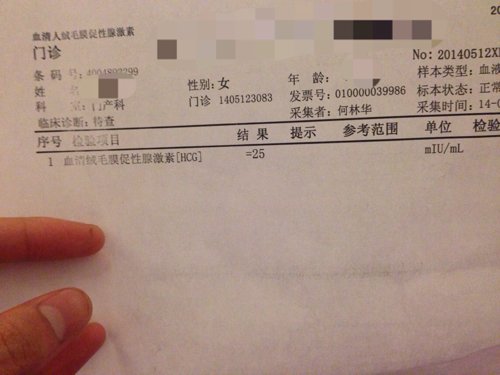 血清人绒毛膜促性腺激素
门诊
No: 20140512X
条 码 号: 4004892299 性别: 女 年 龄: 样本类型: 血液
姓 名 门诊 1405123083 发票号: 010000039986 标本状态: 正常
科 室: 门产科 采集者: 何林华 采集时间: 14-
临床诊断: 待查
序号 检验项目 结 果 提示 参考范围 单位 检验
1 血清绒毛膜促性腺激素[HCG] =25 mIU/mL